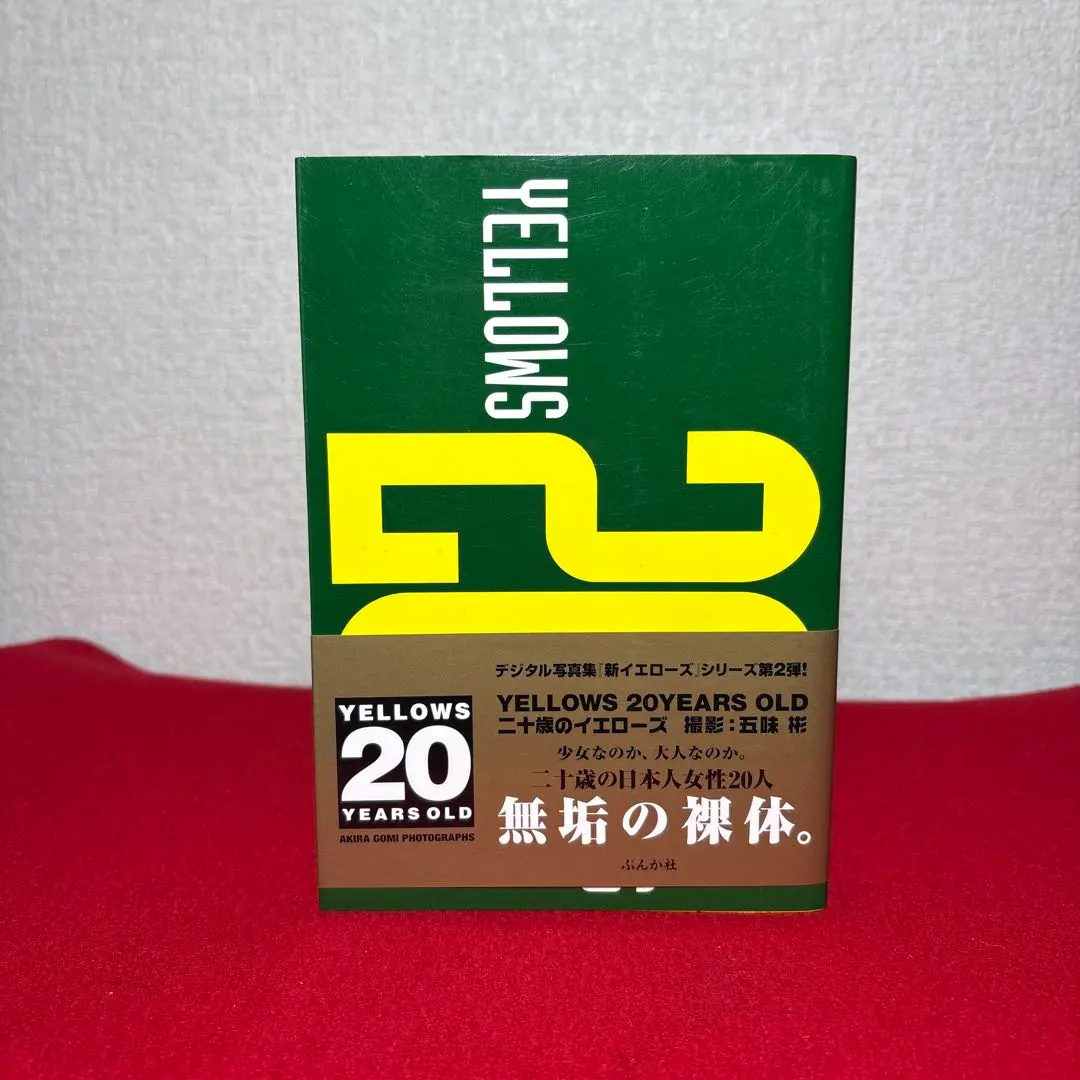 YELLOWS
20
デジタル写真集『新イエローズ』シリーズ第2弾!
YELLOWS 20YEARS OLD
二十歳のイエローズ 撮影:五味 彬
少女なのか、大人なのか。
二十歳の日本人女性20人
無垢の裸体。
ぶんか社
YELLOWS
20
YEARS OLD
AKIRA GOMI PHOTOGRAPHS